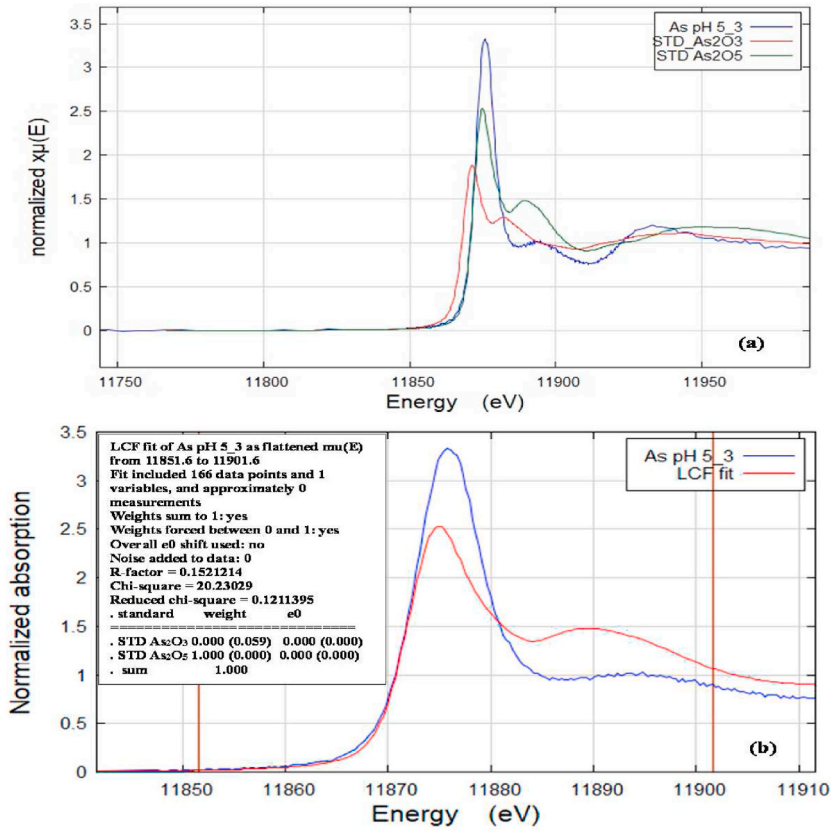 3.5
3
2.5
2
1.5
1
0.5
0
normalized xμ(E)
As pH 5_3
STD_As2O3
STD As2O5
(a)
11750 11800 11850 11900 11950
Energy (eV)
3.5
3
2.5
2
1.5
1
0.5
0
Normalized absorption
LCF fit of As pH 5_3 as flattened mu(E)
from 11851.6 to 11901.6
Fit included 166 data points and 1
variables, and approximately 0
measurements
Weights sum to 1: yes
Weights forced between 0 and 1: yes
Overall e0 shift used: no
Noise added to data: 0
R-factor = 0.1521214
Chi-square = 20.23029
Reduced chi-square = 0.1211395
. standard weight e0
===================================
. STD As₂O₃ 0.000 (0.059) 0.000 (0.000)
. STD As₂O₅ 1.000 (0.000) 0.000 (0.000)
. sum 1.000
As pH 5_3
LCF fit
(b)
11850 11860 11870 11880 11890 11900 11910
Energy (eV)